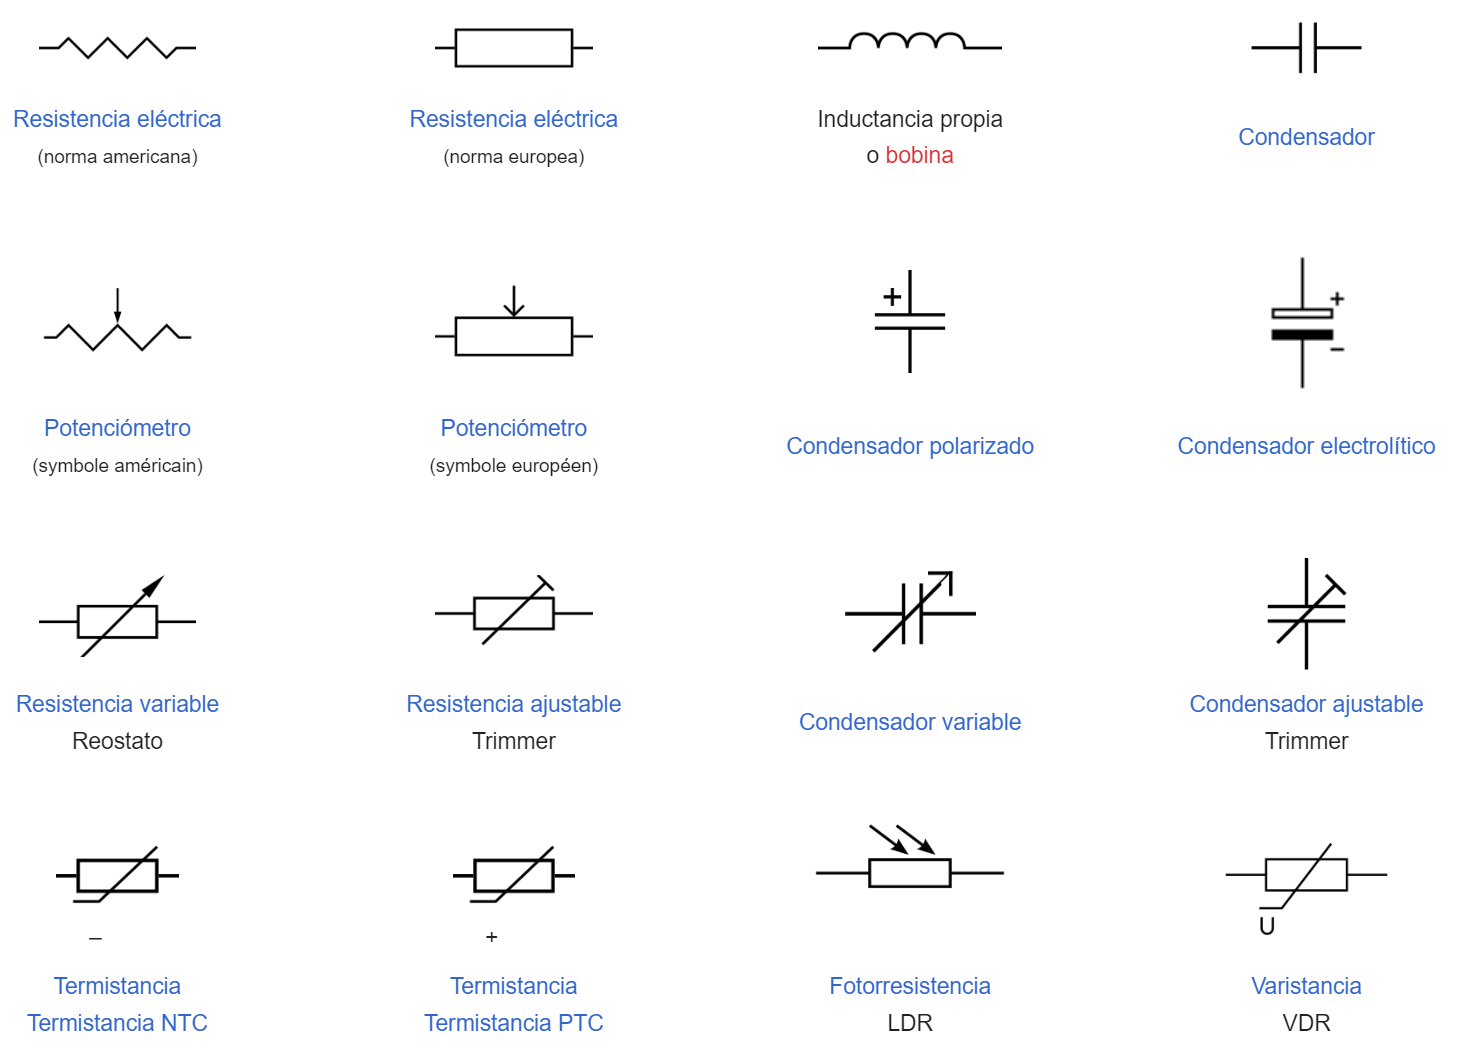 Resistencia eléctrica
(norma americana)
Resistencia eléctrica
(norma europea)
Inductancia propia
o bobina
Condensador
+
+
−
Potenciómetro
(symbole américain)
Potenciómetro
(symbole européen)
Condensador polarizado
Condensador electrolítico
Resistencia variable
Reostato
Resistencia ajustable
Trimmer
Condensador variable
Condensador ajustable
Trimmer
–
+
U
Termistancia
Termistancia NTC
Termistancia
Termistancia PTC
Fotorresistencia
LDR
Varistancia
VDR